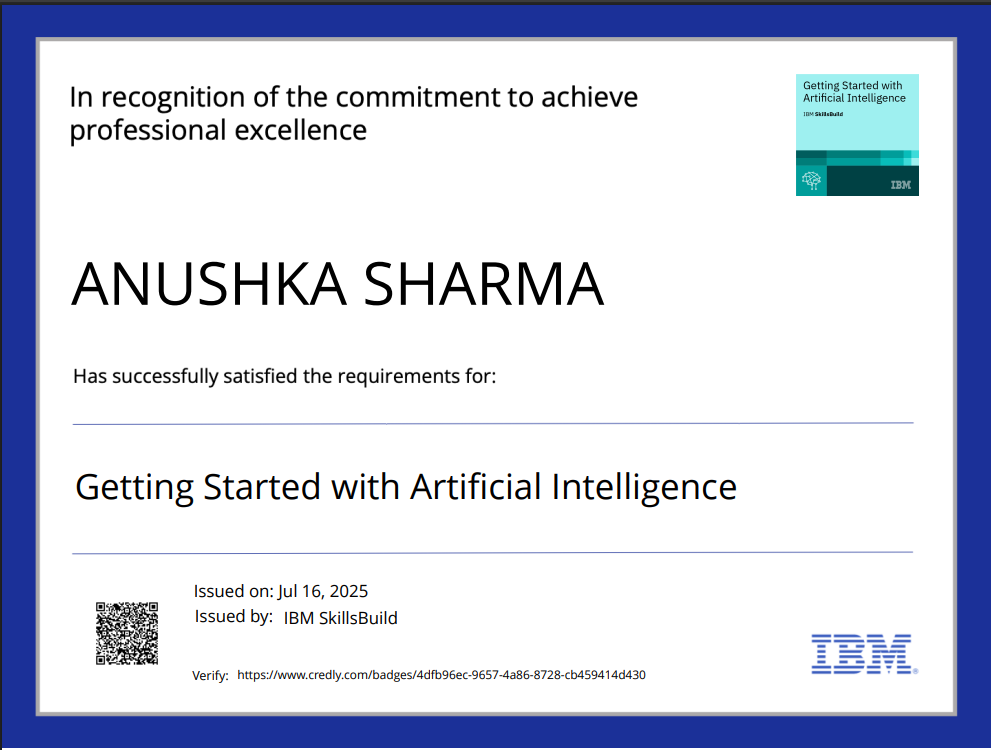 In recognition of the commitment to achieve
professional excellence
Getting Started with
Artificial Intelligence
IBM SkillsBuild
IBM
ANUSHKA SHARMA
Has successfully satisfied the requirements for:
Getting Started with Artificial Intelligence
Issued on: Jul 16, 2025
Issued by: IBM SkillsBuild
Verify: https://www.credly.com/badges/4dfb96ec-9657-4a86-8728-cb459414d430
IBM®